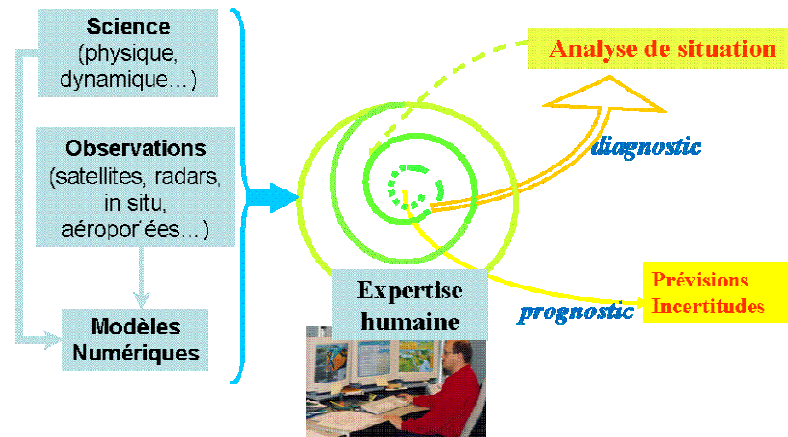 Science
(physique,
dynamique…)
Observations
(satellites, radars,
in situ,
aéropor´ées…)
Modèles
Numériques
Analyse de situation
diagnostic
Prévisions
Incertitudes
prognostic
Expertise
humaine